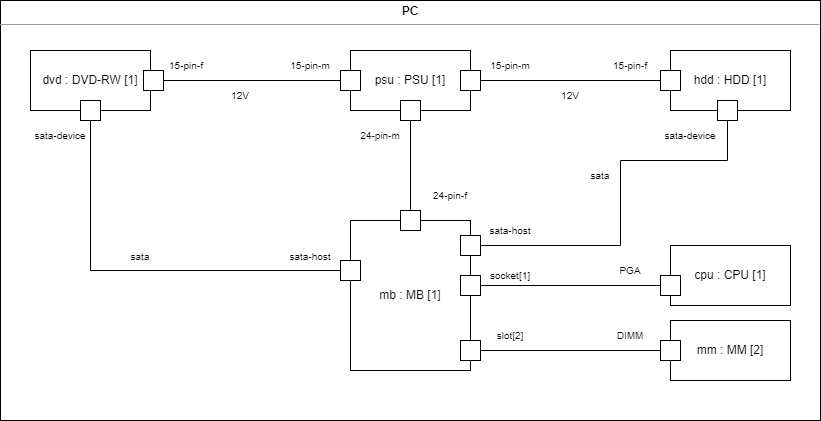 PC
dvd : DVD-RW [1]
15-pin-f
15-pin-m
12V
psu : PSU [1]
15-pin-m
15-pin-f
12V
hdd : HDD [1]
sata-device
24-pin-m
sata-device
sata
24-pin-f
sata-host
sata
sata-host
mb : MB [1]
socket[1]
PGA
cpu : CPU [1]
slot[2]
DIMM
mm : MM [2]